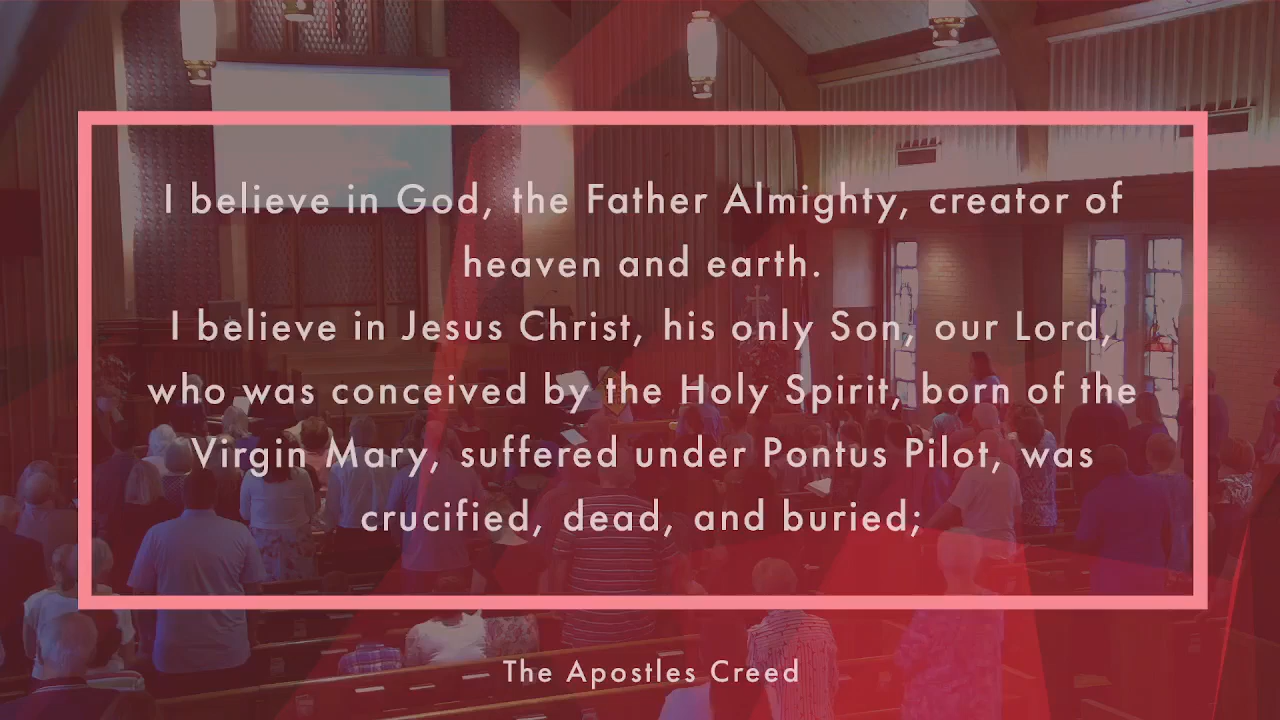 I believe in God, the Father Almighty, creator of
heaven and earth.
I believe in Jesus Christ, his only Son, our Lord,
who was conceived by the Holy Spirit, born of the
Virgin Mary, suffered under Pontus Pilot, was
crucified, dead, and buried;
The Apostles Creed